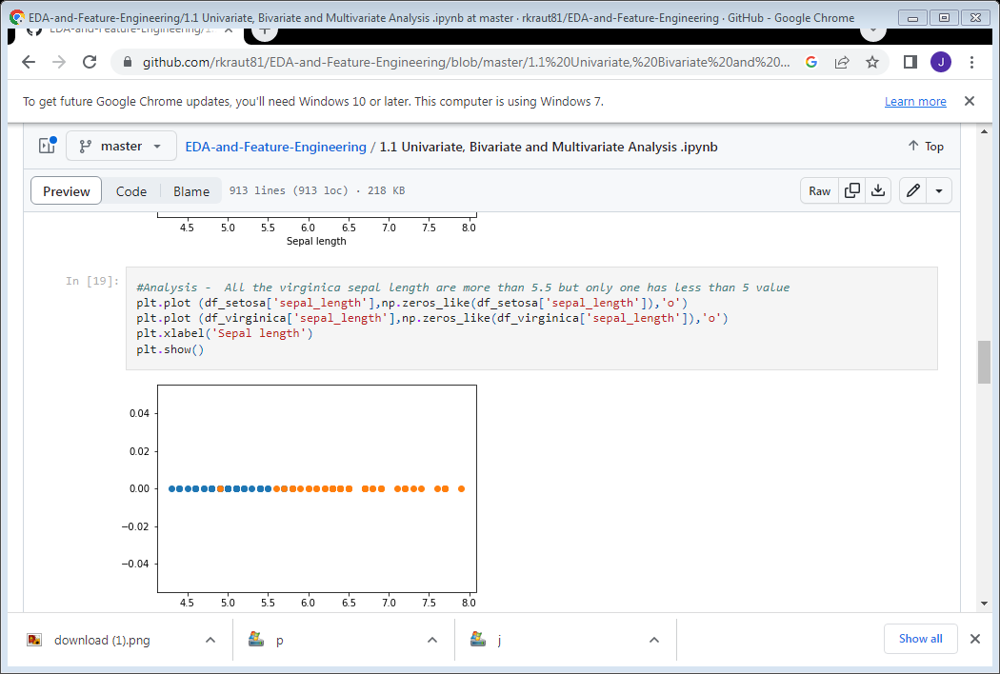 EDA-and-Feature-Engineering/1.1 Univariate, Bivariate and Multivariate Analysis .ipynb at master · rkraut81/EDA-and-Feature-Engineering · GitHub - Google Chrome
EDA-and-Feature-Engineering/1.
github.com/rkraut81/EDA-and-Feature-Engineering/blob/master/1.1%20Univariate,%20Bivariate%20and%20...
J
To get future Google Chrome updates, you'll need Windows 10 or later. This computer is using Windows 7.
Learn more
master
EDA-and-Feature-Engineering / 1.1 Univariate, Bivariate and Multivariate Analysis .ipynb
Top
Preview
Code
Blame
913 lines (913 loc) · 218 KB
Raw
4.5 5.0 5.5 6.0 6.5 7.0 7.5 8.0
Sepal length
In [19]:
#Analysis -  All the virginica sepal length are more than 5.5 but only one has less than 5 value
plt.plot (df_setosa['sepal_length'],np.zeros_like(df_setosa['sepal_length']),'o')
plt.plot (df_virginica['sepal_length'],np.zeros_like(df_virginica['sepal_length']),'o')
plt.xlabel('Sepal length')
plt.show()
0.04
0.02
0.00
−0.02
−0.04
4.5 5.0 5.5 6.0 6.5 7.0 7.5 8.0
download (1).png
p
j
Show all